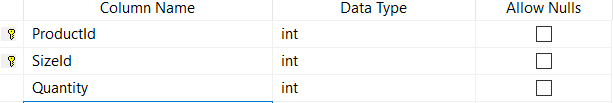 Column Name Data Type Allow Nulls
ProductId int
SizeId int
Quantity int